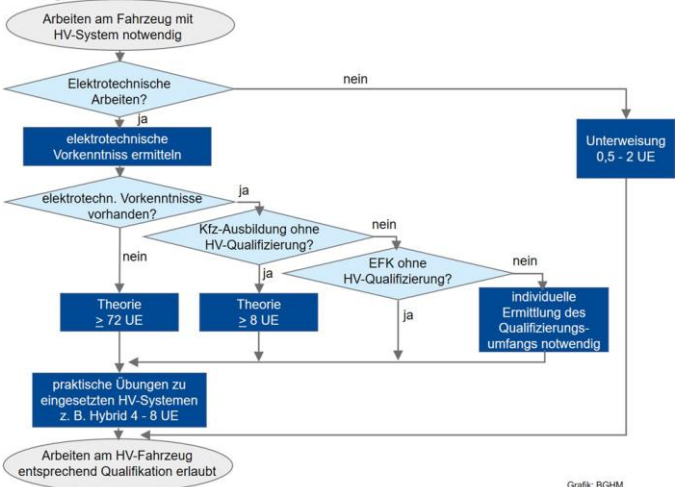 Arbeiten am Fahrzeug mit
HV-System notwendig
Elektrotechnische
Arbeiten?
nein
ja
elektrotechnische
Vorkenntniss ermitteln
Unterweisung
0,5 - 2 UE
elektrotechn. Vorkenntnisse
vorhanden?
ja
nein
Kfz-Ausbildung ohne
HV-Qualifizierung?
nein
ja
EFK ohne
HV-Qualifizierung?
nein
ja
Theorie
≥ 72 UE
Theorie
≥ 8 UE
individuelle
Ermittlung des
Qualifizierungs-
umfangs notwendig
praktische Übungen zu
eingesetzten HV-Systemen
z. B. Hybrid 4 - 8 UE
Arbeiten am HV-Fahrzeug
entsprechend Qualifikation erlaubt
Grafik: BGHM